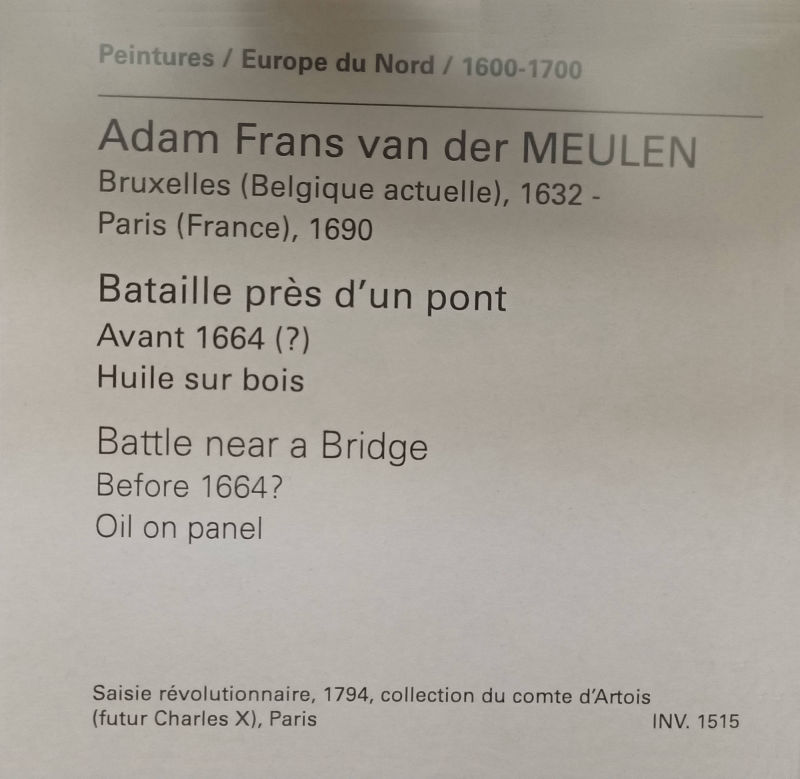 Peintures / Europe du Nord / 1600-1700
Adam Frans van der MEULEN
Bruxelles (Belgique actuelle), 1632 -
Paris (France), 1690
Bataille près d'un pont
Avant 1664 (?)
Huile sur bois
Battle near a Bridge
Before 1664?
Oil on panel
Saisie révolutionnaire, 1794, collection du comte d'Artois
(futur Charles X), Paris INV. 1515